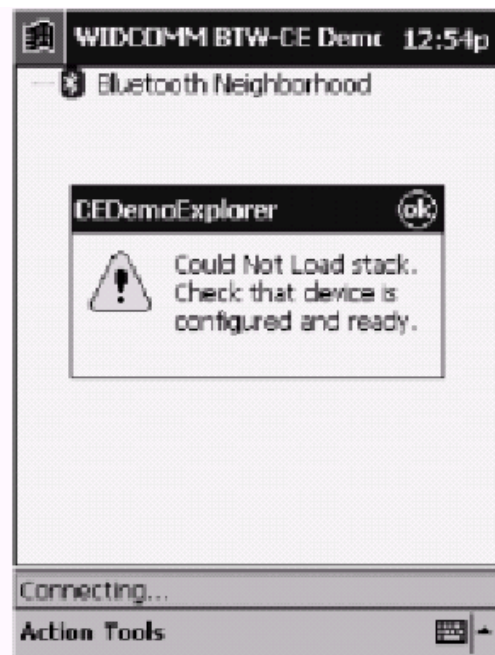 WIDCOMM BTW-CE Demc 12:54p
Bluetooth Neighborhood
CEDemoExplorer ok
Could Not Load stack.
Check that device is
configured and ready.
Connecting...
Action Tools